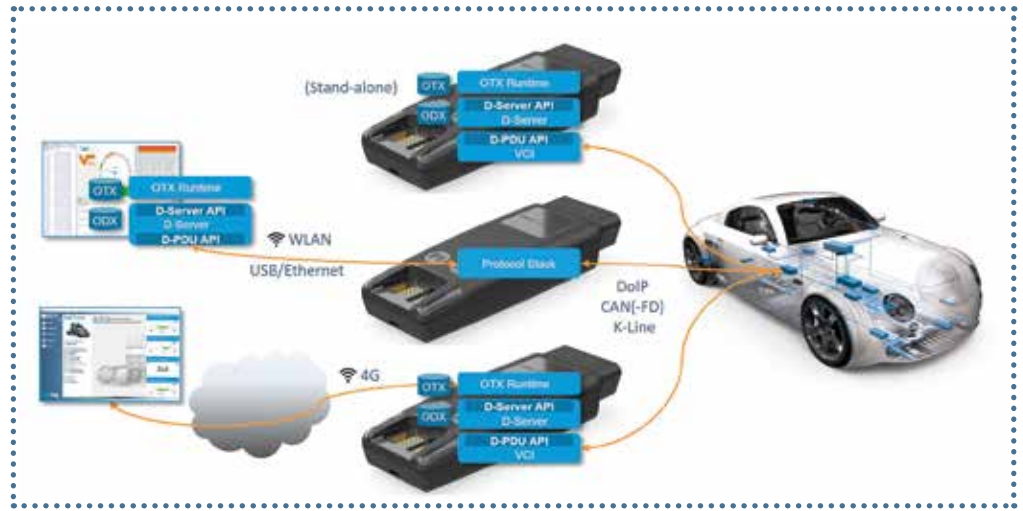 (Stand-alone)
OTX
OTX Runtime
ODX
D-Server API
D-Server
D-PDU API
VCI
OTX
OTX Runtime
ODX
D-Server API
D-Server
D-PDU API
WLAN
USB/Ethernet
Protocol Stack
DoIP
CAN(-FD)
K-Line
4G
OTX
OTX Runtime
ODX
D-Server API
D-Server
D-PDU API
VCI